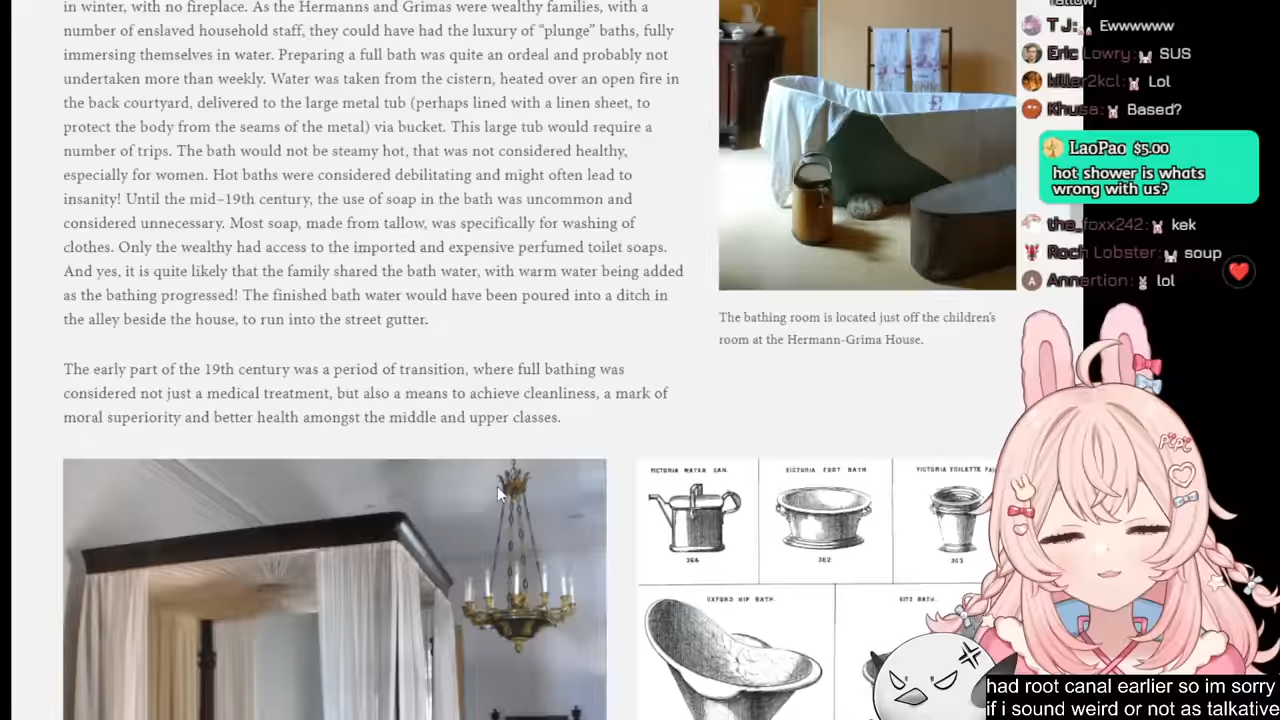 in winter, with no fireplace. As the Hermanns and Grimas were wealthy families, with a
number of enslaved household staff, they
the luxury of “plunge” baths, fully
immersing themselves in water. Preparing
bath was quite an ordeal and probably not
undertaken more than weekly. Water was taken from the cistern, heated over an open fire in
the back courtyard, delivered to the large metal tub (perhaps lined with a linen sheet, to
protect the body from the seams of the metal) via bucket. This large tub would require a
number of trips. The bath would not be steamy hot; that was not considered healthy,
especially for women. Hot baths were considered debilitating and might often lead to
insanity. Until the mid-19th century, the use of soap in a bath was uncommon and
considered unnecessary. Most soap, made of tallow, was specifically for washing of
clothes. Only the wealthy had access to the imported and expensive perfumed toilet soaps.
And yes, it is quite likely that the family shared the bath water, with warm water being added
as the bathing progressed! The finished bath water would have been poured into a ditch in
the alley beside the house, to run into the street gutter.
The early part of the 19th century was a period of transition, where full bathing was
considered not just a medical treatment, but also a means to achieve cleanliness, a mark of
moral superiority and better health amongst the middle and upper classes.
The bathing room is located just off the children's
room at the Hermann-Grima House.
VICTORIA WATER CAN.
VICTORIA FOOT BATH
VICTORIA TOILETTE PAI
364
362
363
OXFORD HIP BATH.
SITZ BATH.
T J: Ewwwwww
Eric Lowry: SUS
killer2kcl: Lol
Khusa: Based?
LaoPao $5.00
hot shower is whats
wrong with us?
the_foxx242: kek
Roch Lobster: soup
Annertion: lol
Pipi
had root canal earlier so im sorry
if i sound weird or not as talkative